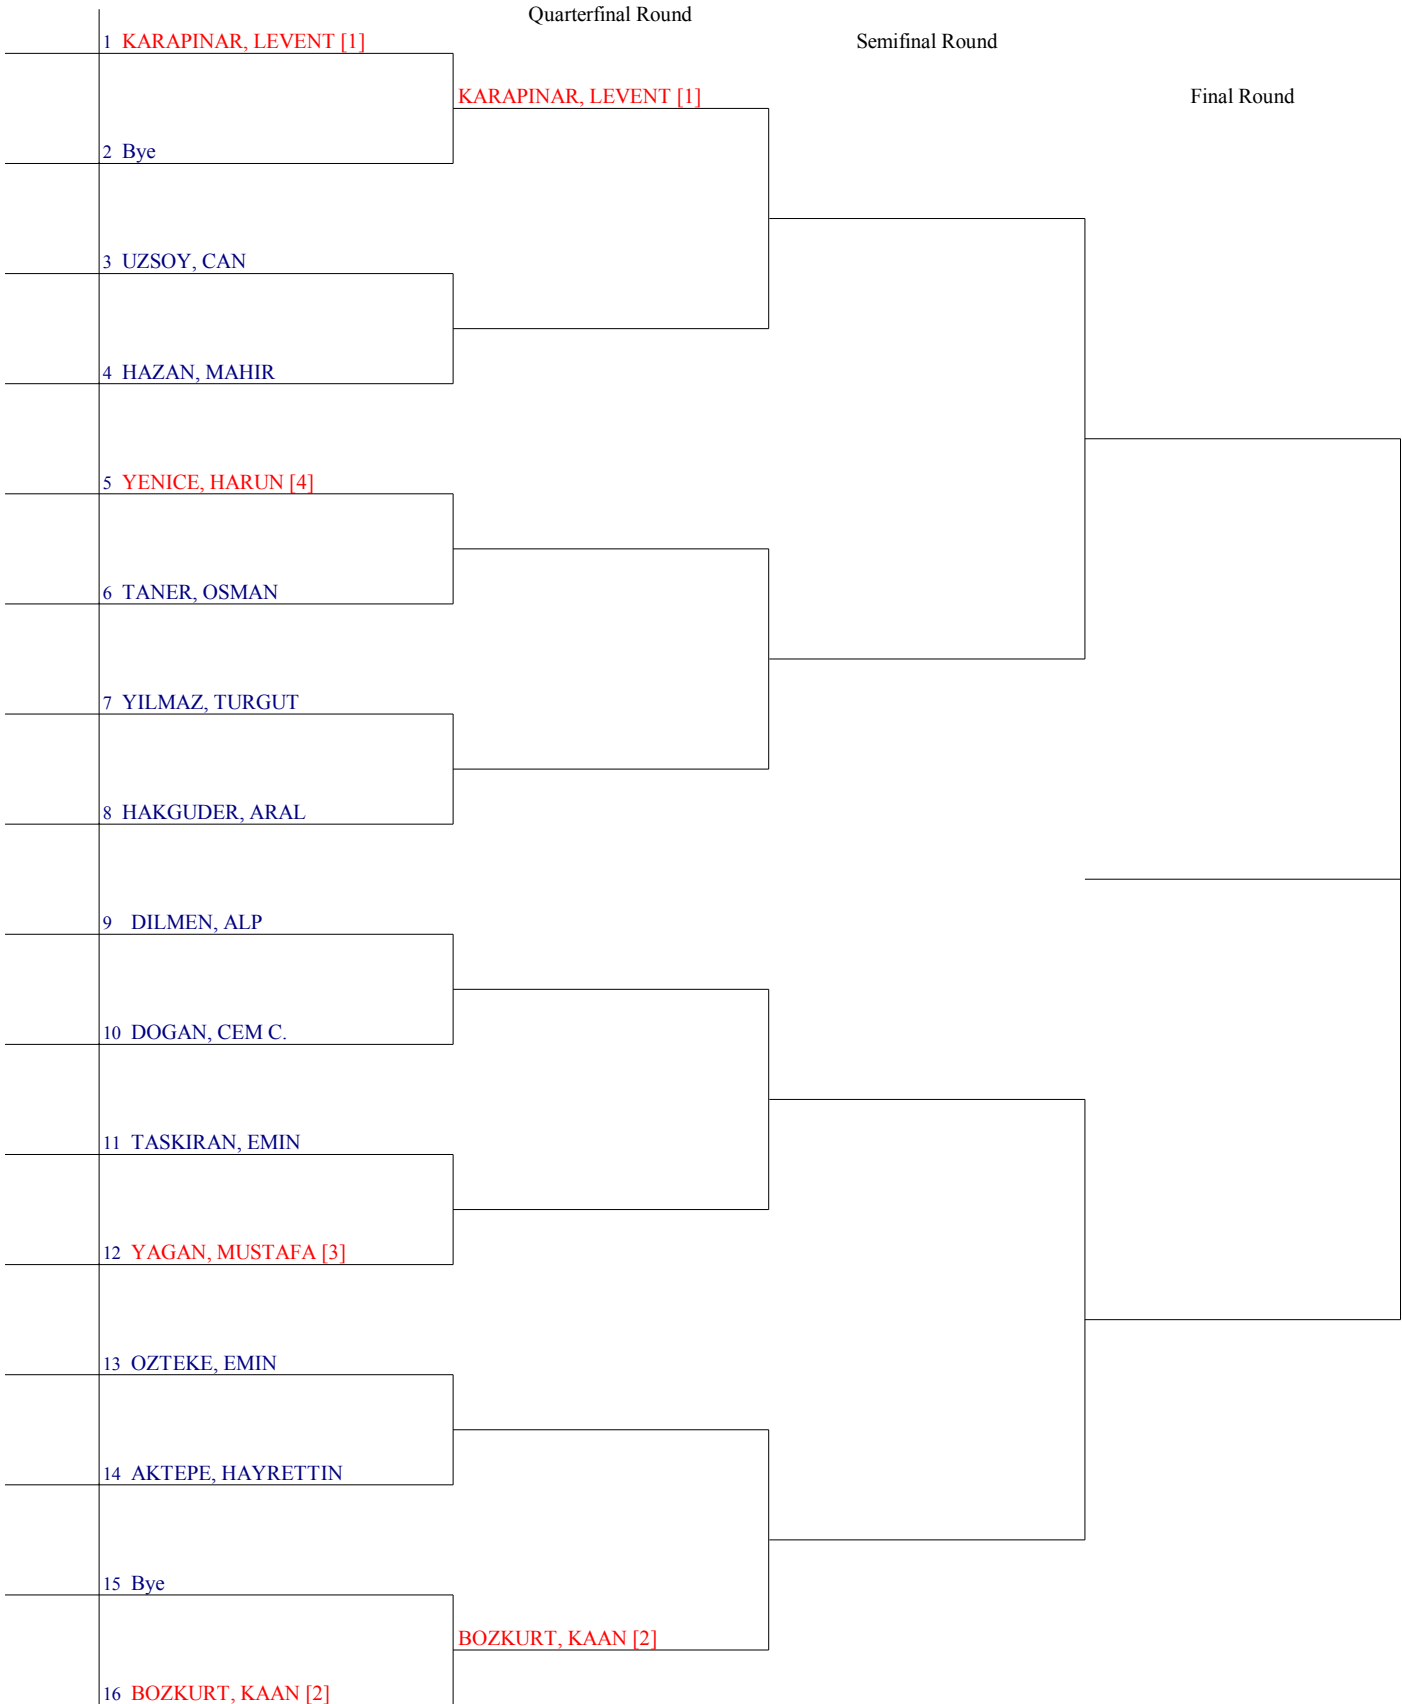 Quarterfinal Round
1 KARAPINAR, LEVENT [1]
Semifinal Round
KARAPINAR, LEVENT [1]
Final Round
2 Bye
3 UZSOY, CAN
4 HAZAN, MAHIR
5 YENICE, HARUN [4]
6 TANER, OSMAN
7 YILMAZ, TURGUT
8 HAKGUDER, ARAL
9 DILMEN, ALP
10 DOGAN, CEM C.
11 TASKIRAN, EMIN
12 YAGAN, MUSTAFA [3]
13 OZTEKE, EMIN
14 AKTEPE, HAYRETTIN
15 Bye
BOZKURT, KAAN [2]
16 BOZKURT, KAAN [2]